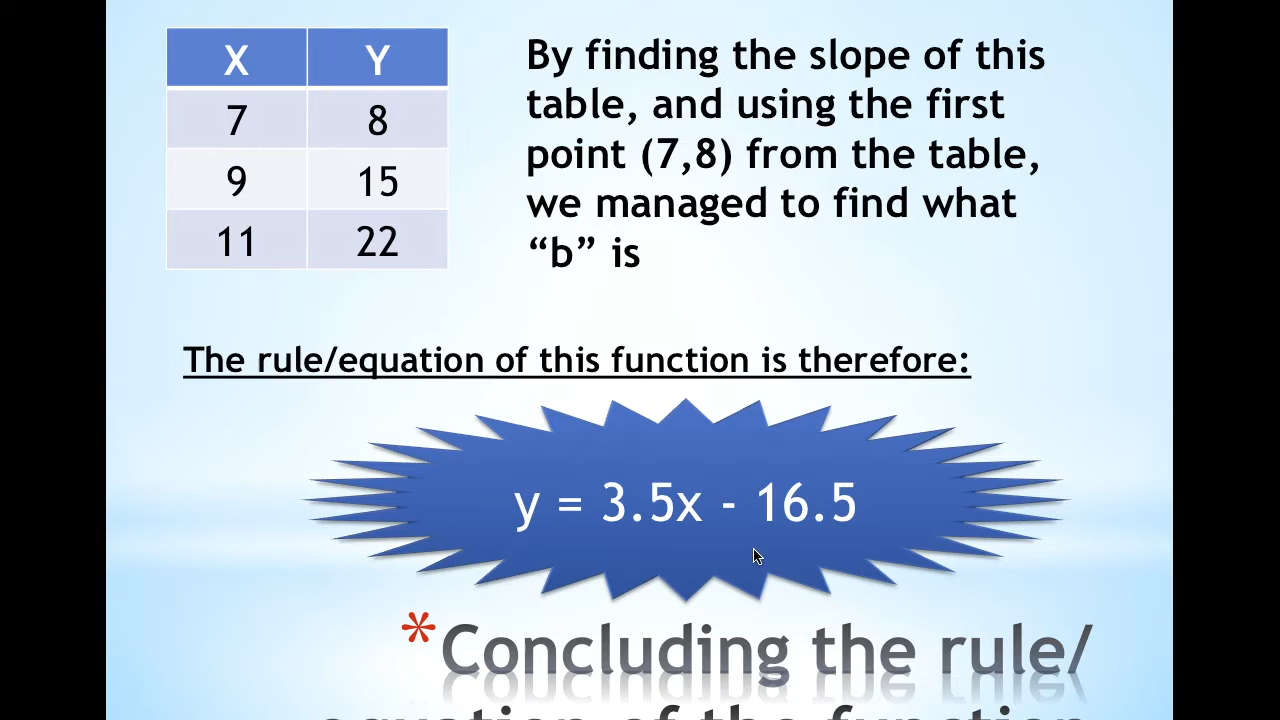 X Y
7 8
9 15
11 22
By finding the slope of this
table, and using the first
point (7,8) from the table,
we managed to find what
“b” is
The rule/equation of this function is therefore:
y = 3.5x - 16.5
*Concluding the rule/
equation of the function